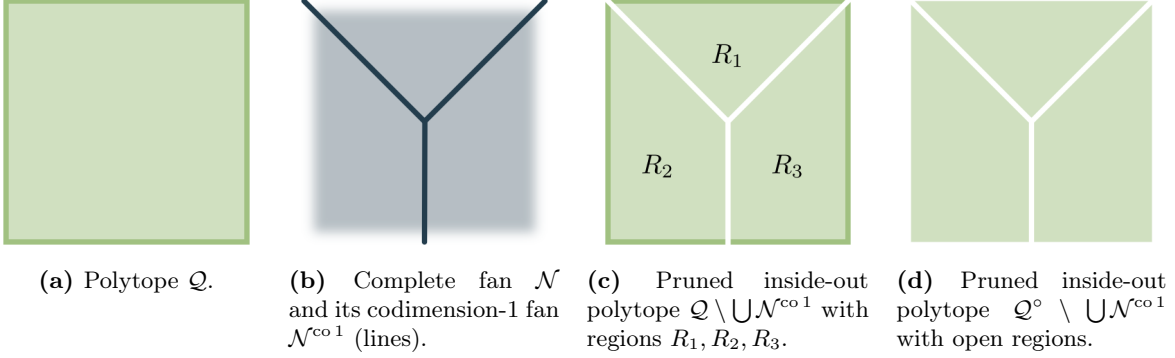 R₁
R₂
R₃
(a) Polytope 𝒬.
(b) Complete fan 𝒩
and its codimension-1 fan
𝒩^{co 1} (lines).
(c) Pruned inside-out
polytope 𝒬 \ ⋃𝒩^{co 1} with
regions R₁, R₂, R₃.
(d) Pruned inside-out
polytope 𝒬° \ ⋃𝒩^{co 1}
with open regions.